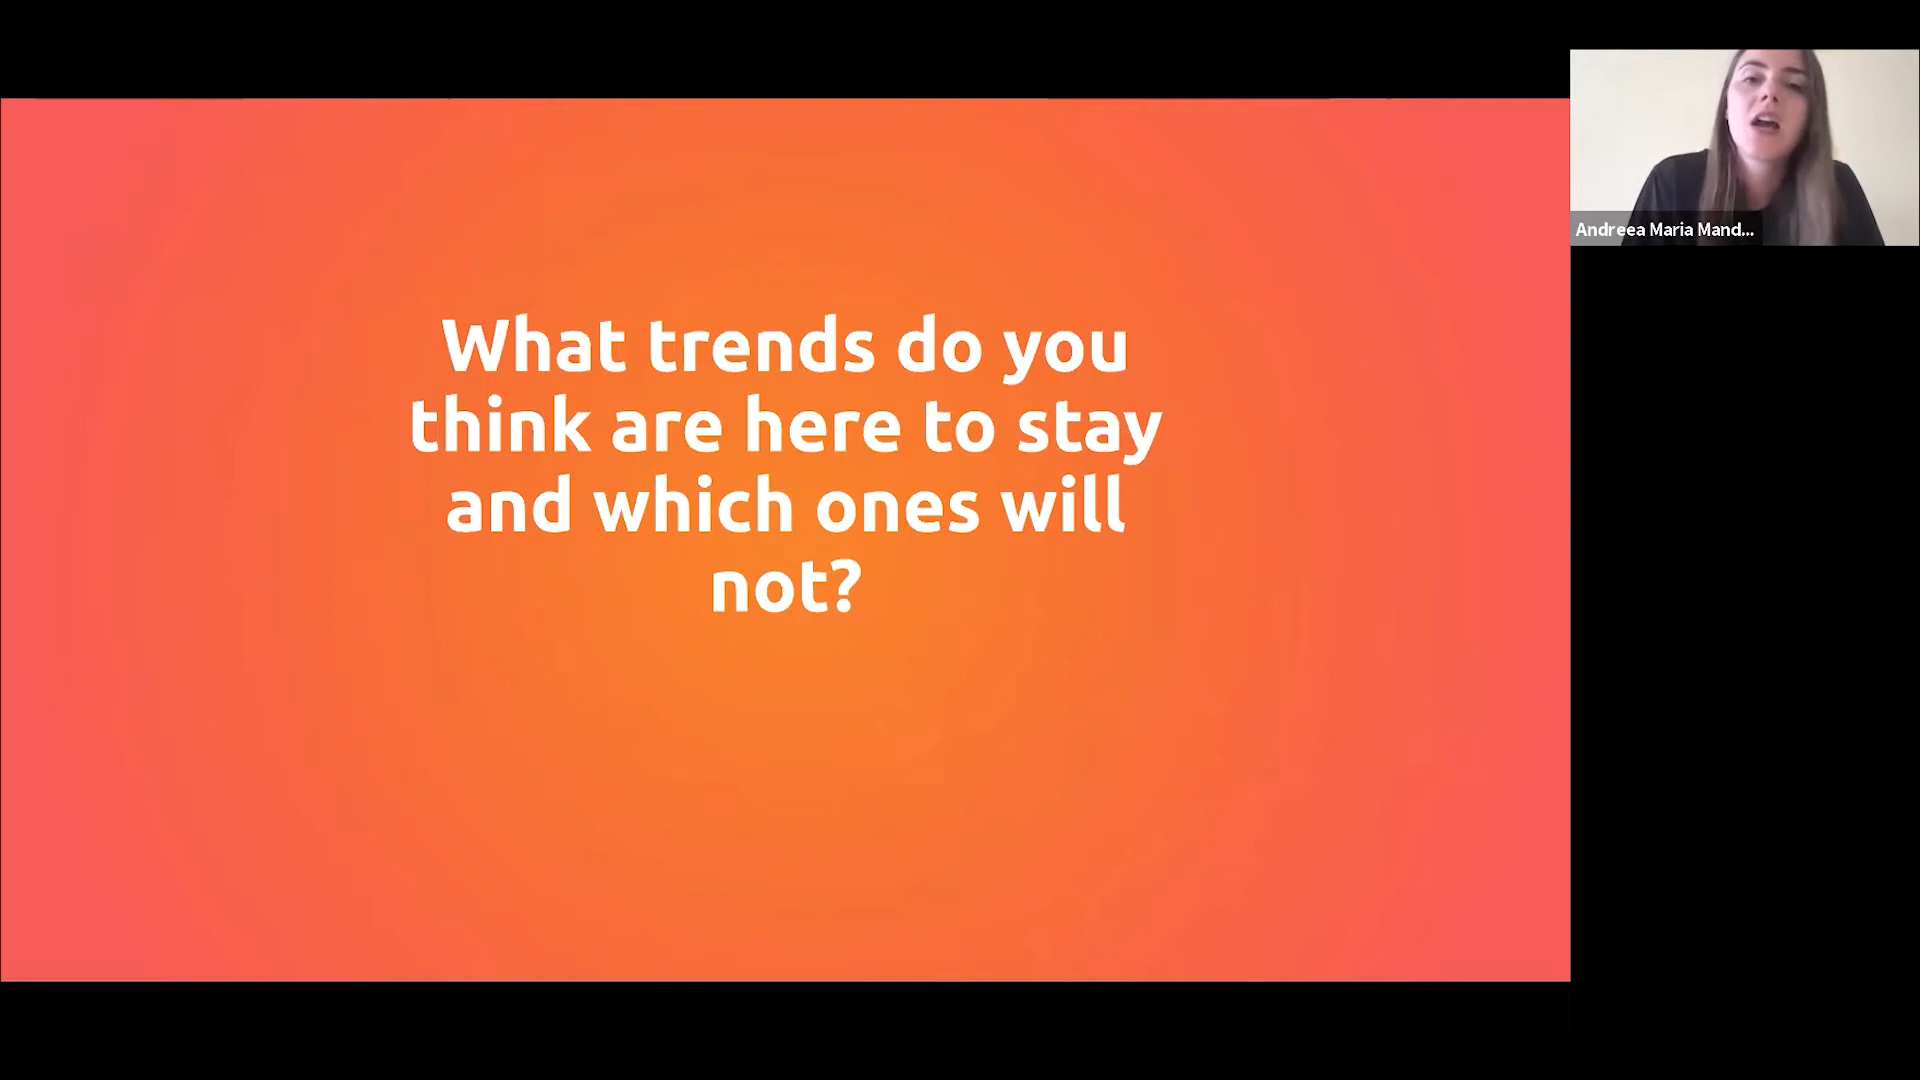 What trends do you
think are here to stay
and which ones will
not?
Andreea Maria Mand...